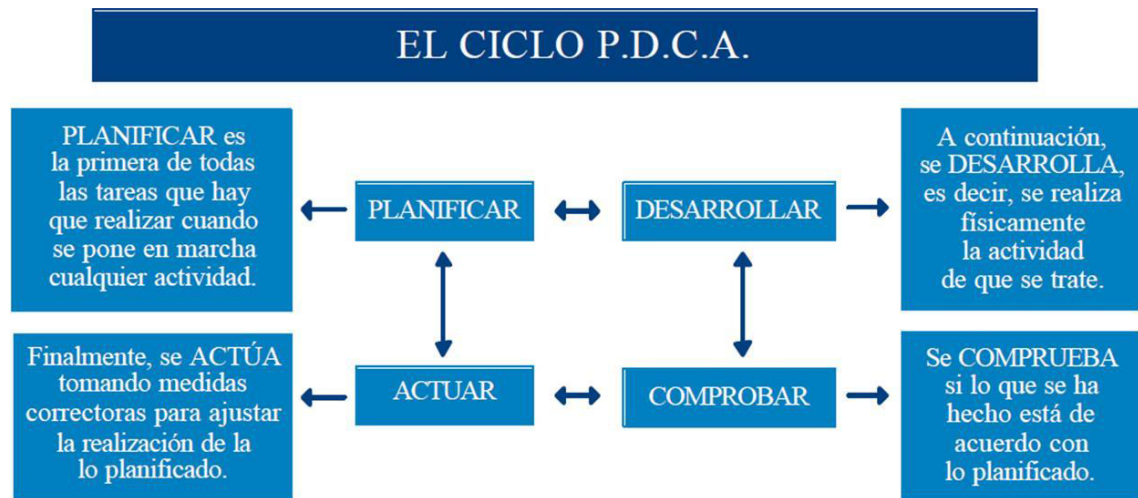 EL CICLO P.D.C.A.
PLANIFICAR es
la primera de todas
las tareas que hay
que realizar cuando
se pone en marcha
cualquier actividad.
PLANIFICAR
DESARROLLAR
A continuación,
se DESARROLLA,
es decir, se realiza
físicamente
la actividad
de que se trate.
Finalmente, se ACTÚA
tomando medidas
correctoras para ajustar
la realización de la
lo planificado.
ACTUAR
COMPROBAR
Se COMPRUEBA
si lo que se ha
hecho está de
acuerdo con
lo planificado.